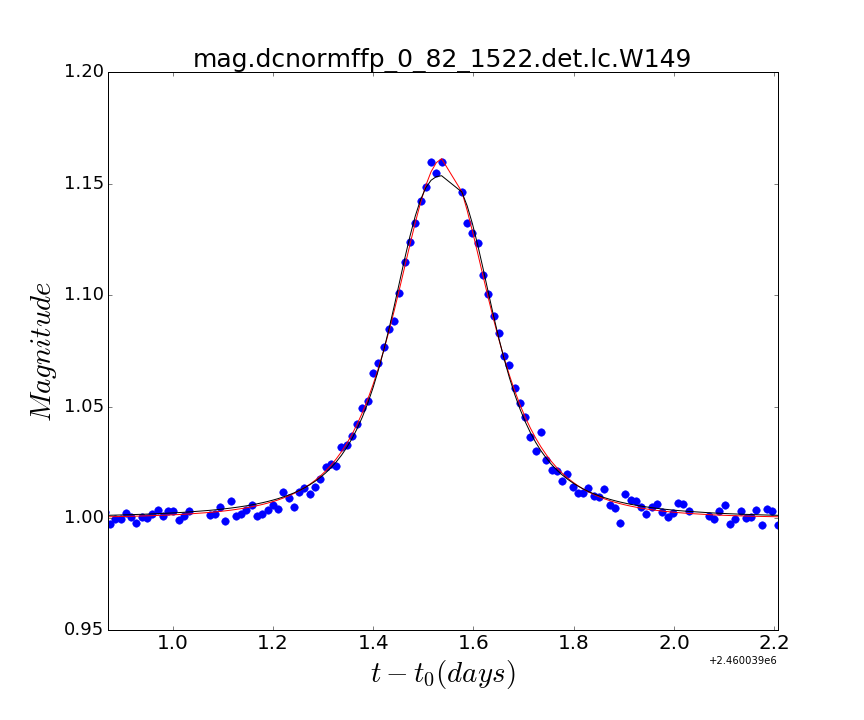 mag.dcnormffp_0_82_1522.det.lc.W149
1.20
1.15
1.10
1.05
1.00
0.95
Magnitude
1.0 1.2 1.4 1.6 1.8 2.0 2.2
+2.460039e6
t − t₀(days)